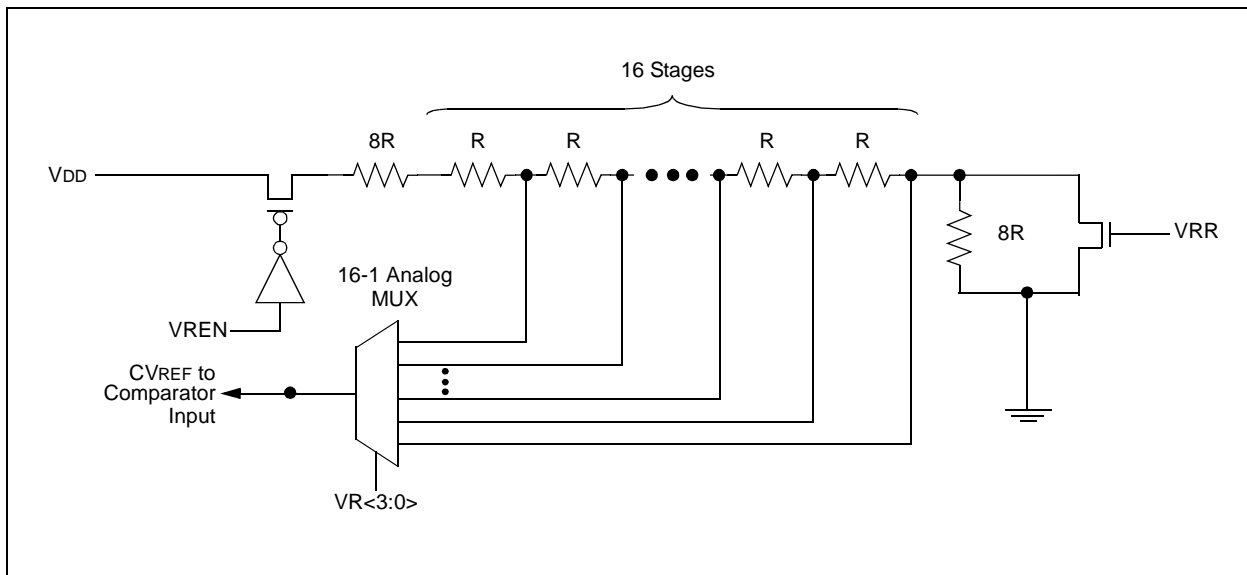 16 Stages
8R
R
R
R
R
VDD
8R
VRR
16-1 Analog
MUX
VREN
CVREF to
Comparator
Input
VR<3:0>